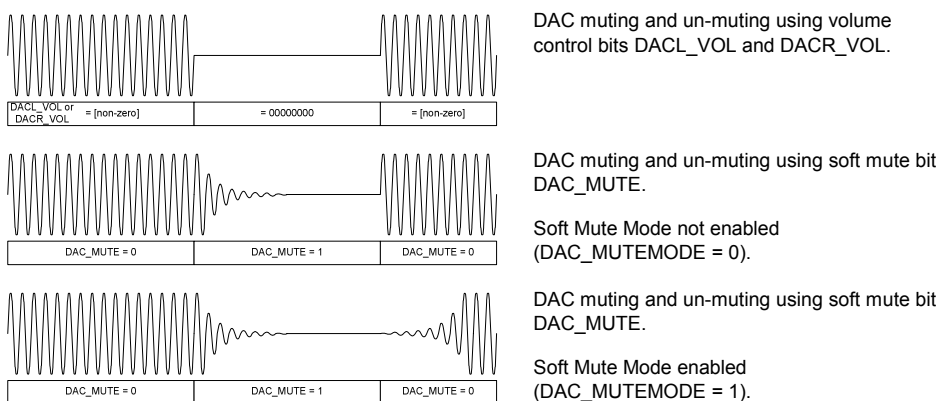 DAC muting and un-muting using volume
control bits DACL_VOL and DACR_VOL.
DACL_VOL or
DACR_VOL
= [non-zero]
= 00000000
= [non-zero]
DAC muting and un-muting using soft mute bit
DAC_MUTE.
Soft Mute Mode not enabled
(DAC_MUTEMODE = 0).
DAC_MUTE = 0
DAC_MUTE = 1
DAC_MUTE = 0
DAC muting and un-muting using soft mute bit
DAC_MUTE.
Soft Mute Mode enabled
(DAC_MUTEMODE = 1).
DAC_MUTE = 0
DAC_MUTE = 1
DAC_MUTE = 0